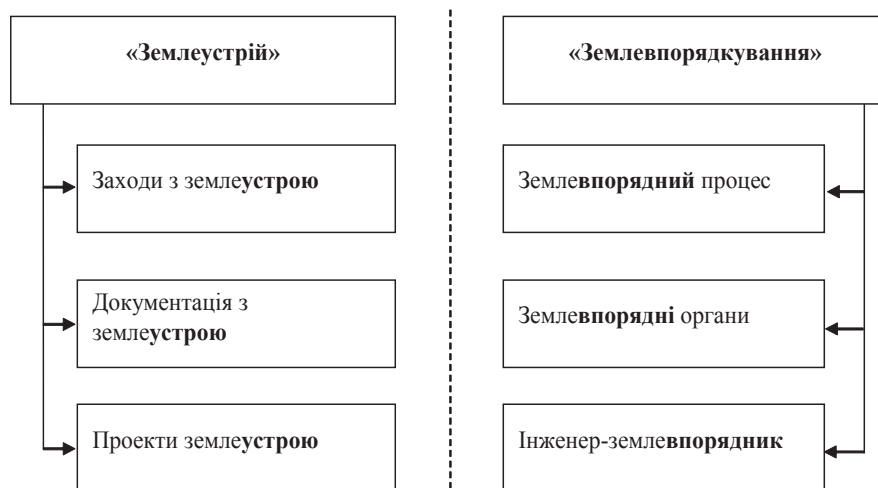 «Землеустрій»
Заходи з землеустрою
Документація з
землеустрою
Проекти землеустрою
«Землевпорядкування»
Землевпорядний процес
Землевпорядні органи
Інженер-землевпорядник